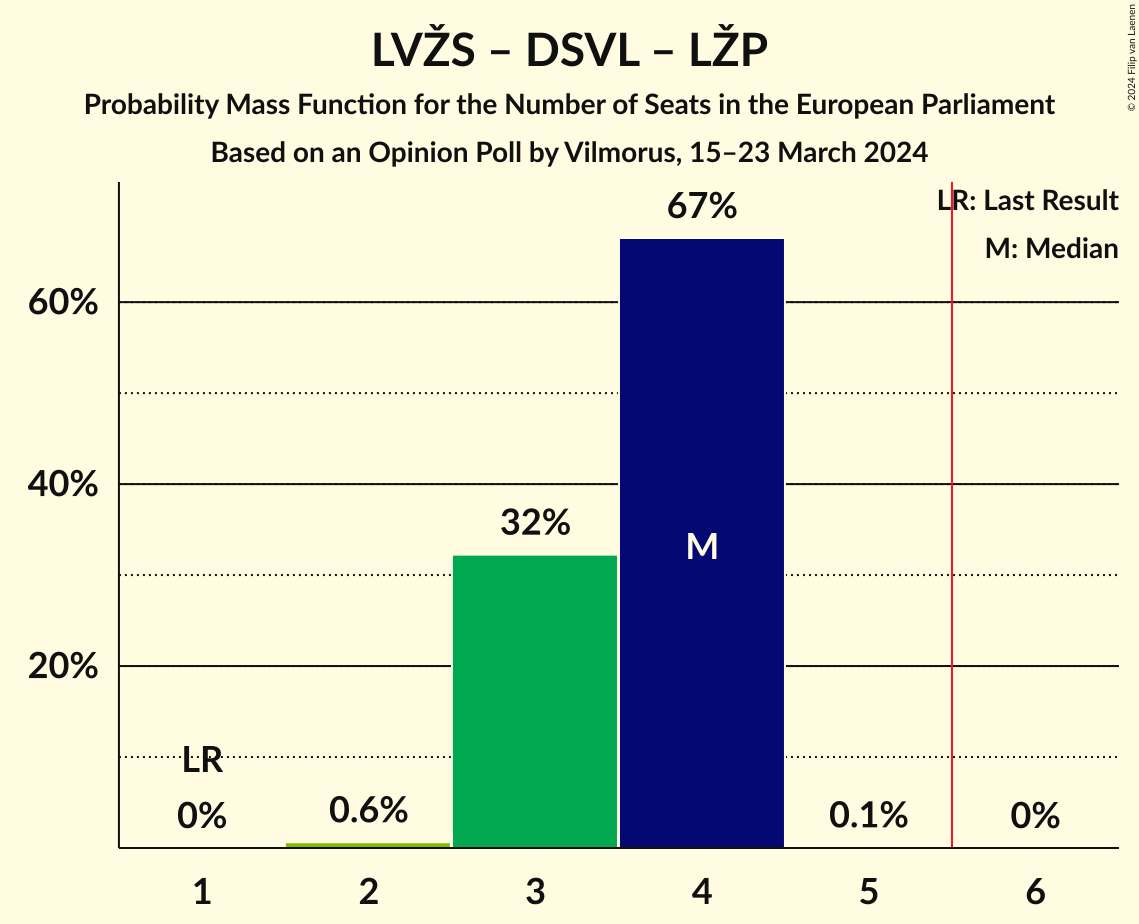 LVŽS – DSVL – LŽP
Probability Mass Function for the Number of Seats in the European Parliament
Based on an Opinion Poll by Vilmorus, 15–23 March 2024
© 2024 Filip van Laenen
LR: Last Result
M: Median
67%
60%
40%
32%
M
20%
LR
0%
0.6%
0.1%
0%
1
2
3
4
5
6